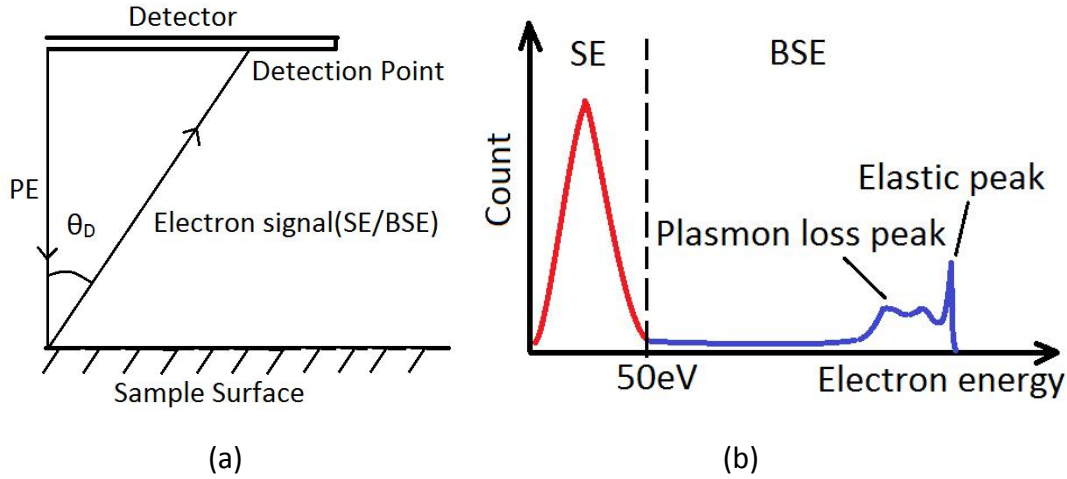 Detector
Detection Point
PE
θD
Electron signal(SE/BSE)
Sample Surface
(a)
SE
BSE
Count
Elastic peak
Plasmon loss peak
50eV
Electron energy
(b)